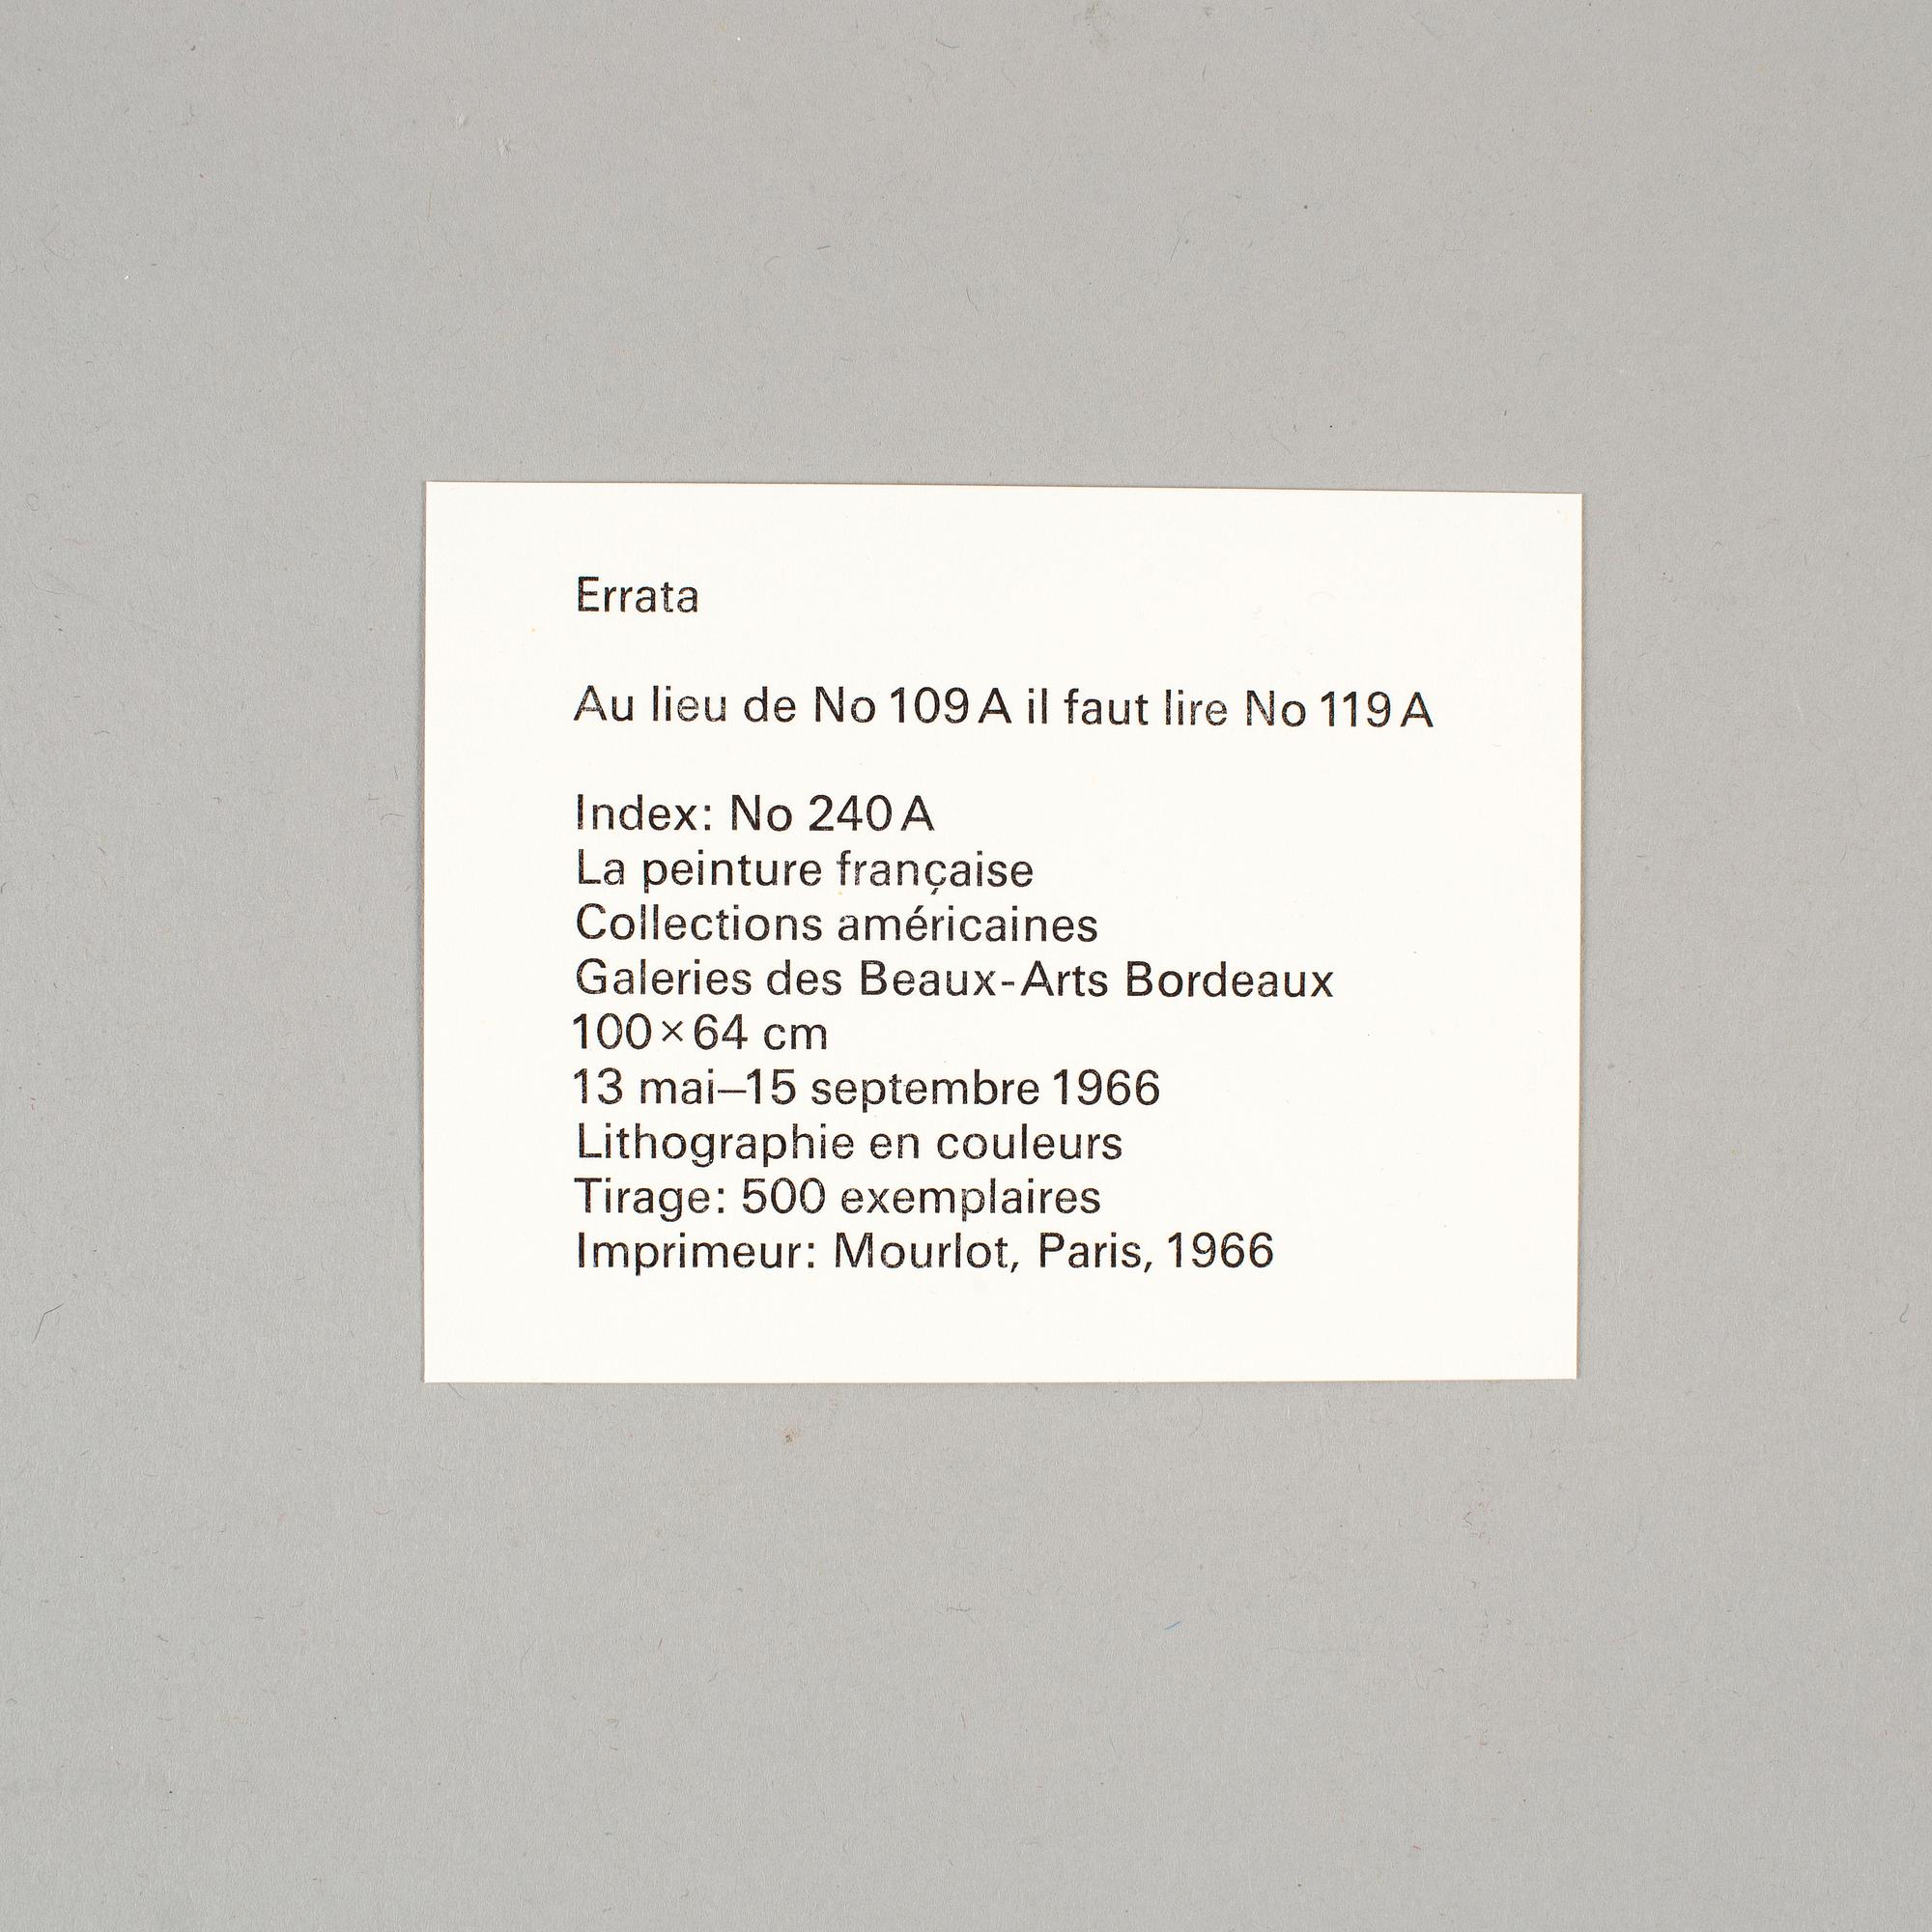 Errata
Au lieu de No 109 A il faut lire No 119 A
Index: No 240 A
La peinture française
Collections américaines
Galeries des Beaux-Arts Bordeaux
100×64 cm
13 mai–15 septembre 1966
Lithographie en couleurs
Tirage: 500 exemplaires
Imprimeur: Mourlot, Paris, 1966